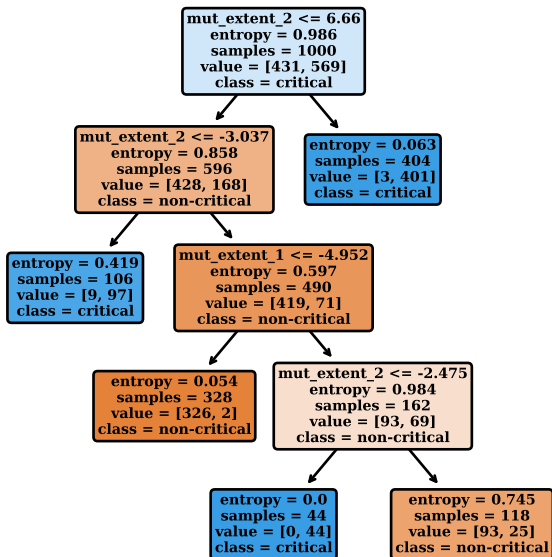 mut_extent_2 <= 6.66
entropy = 0.986
samples = 1000
value = [431, 569]
class = critical
mut_extent_2 <= -3.037
entropy = 0.858
samples = 596
value = [428, 168]
class = non-critical
entropy = 0.063
samples = 404
value = [3, 401]
class = critical
entropy = 0.419
samples = 106
value = [9, 97]
class = critical
mut_extent_1 <= -4.952
entropy = 0.597
samples = 490
value = [419, 71]
class = non-critical
entropy = 0.054
samples = 328
value = [326, 2]
class = non-critical
mut_extent_2 <= -2.475
entropy = 0.984
samples = 162
value = [93, 69]
class = non-critical
entropy = 0.0
samples = 44
value = [0, 44]
class = critical
entropy = 0.745
samples = 118
value = [93, 25]
class = non-critical